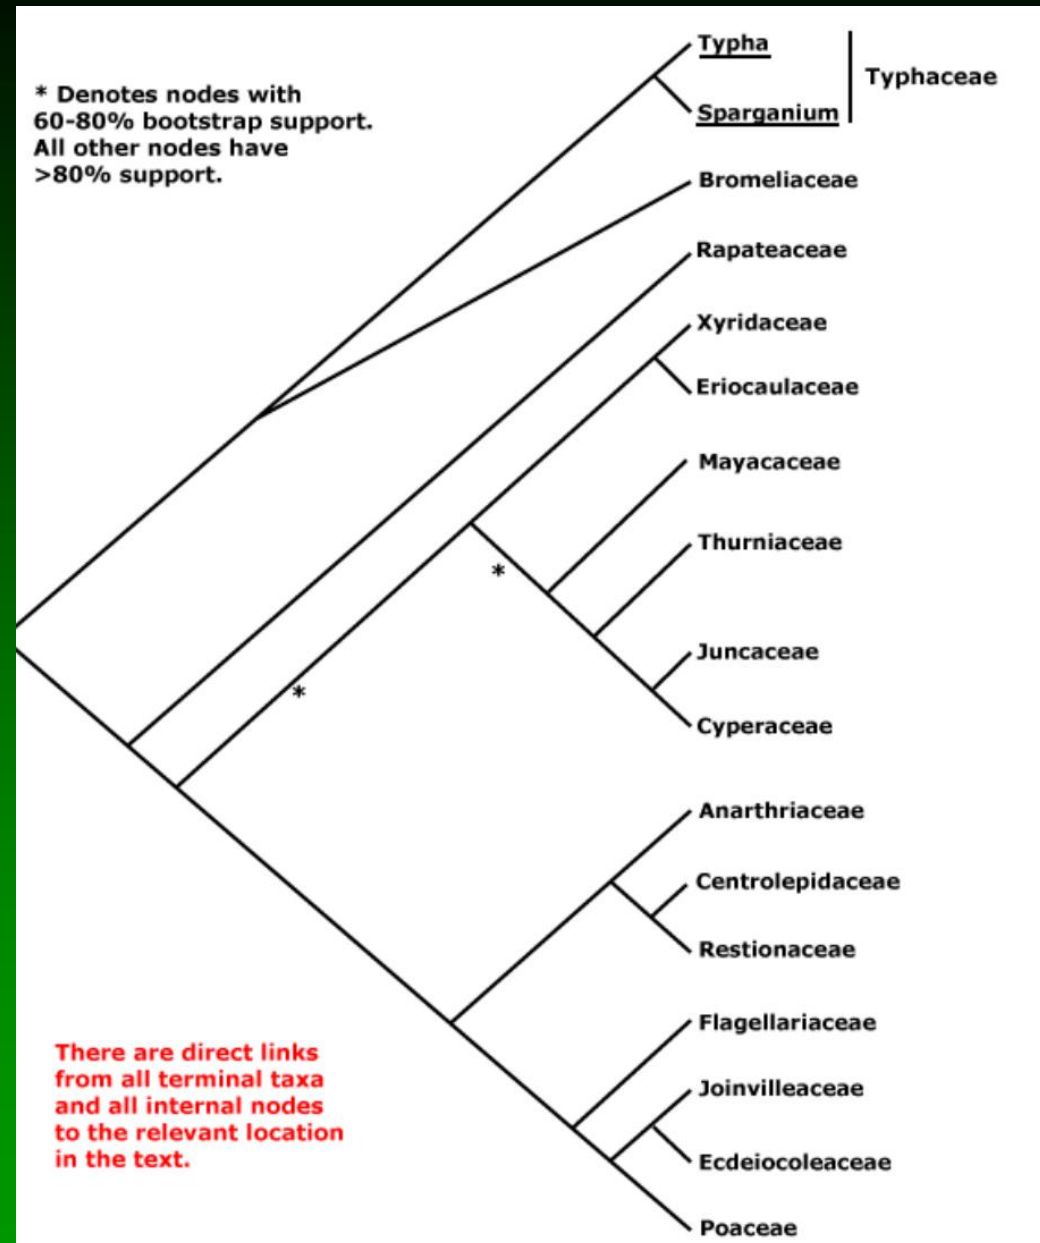 Typha
Typhaceae
* Denotes nodes with
60-80% bootstrap support.
All other nodes have
>80% support.
Sparganium
Bromeliaceae
Rapateaceae
Xyridaceae
Eriocaulaceae
Mayacaceae
Thurniaceae
*
Juncaceae
*
Cyperaceae
Anarthriaceae
Centrolepidaceae
Restionaceae
Flagellariaceae
There are direct links
from all terminal taxa
and all internal nodes
to the relevant location
in the text.
Joinvilleaceae
Ecdeiocoleaceae
Poaceae